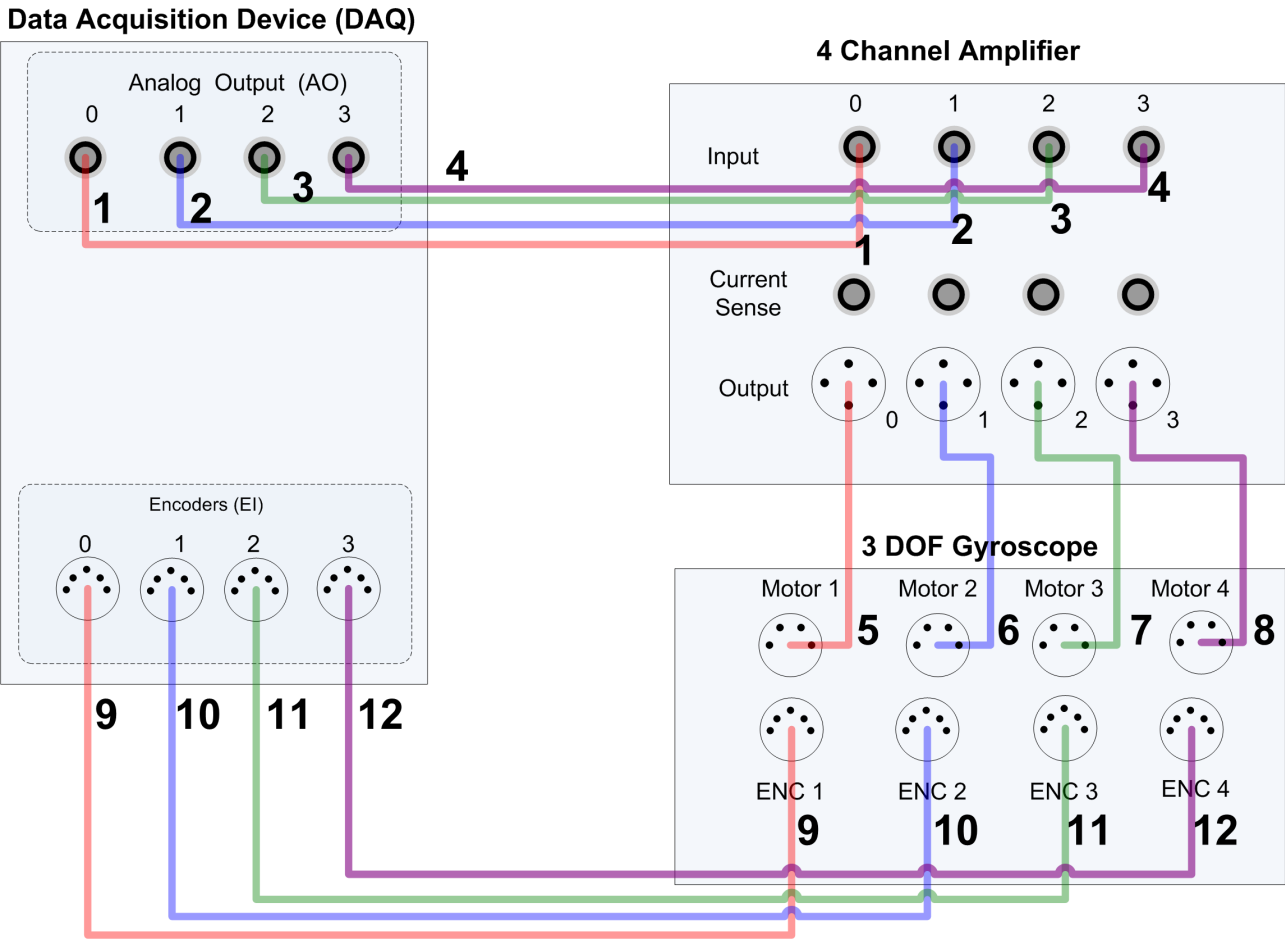 Data Acquisition Device (DAQ)
Analog Output (AO)
0 1 2 3
1 2 3 4
4 Channel Amplifier
0 1 2 3
Input
1 2 3 4
Current
Sense
Output
0 1 2 3
Encoders (EI)
0 1 2 3
9 10 11 12
3 DOF Gyroscope
Motor 1 Motor 2 Motor 3 Motor 4
5 6 7 8
ENC 1 ENC 2 ENC 3 ENC 4
9 10 11 12